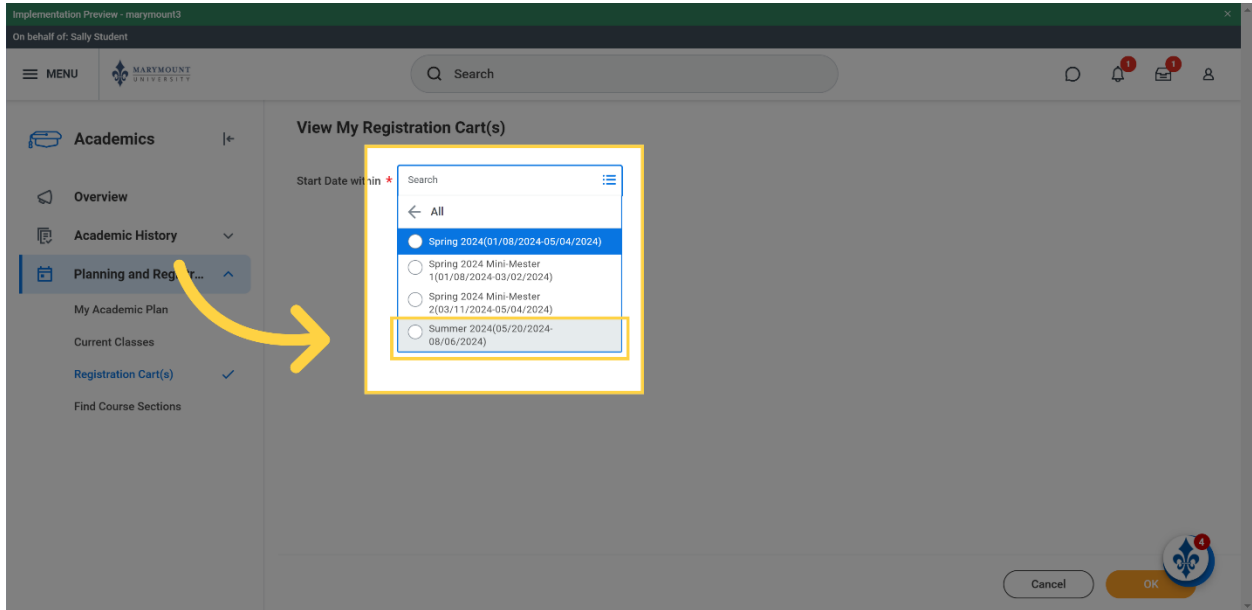 Implementation Preview - marymount3
On behalf of: Sally Student
MENU
MARYMOUNT
UNIVERSITY
Search
1
1
Academics
View My Registration Cart(s)
Start Date within *
Search
All
Spring 2024(01/08/2024-05/04/2024)
Spring 2024 Mini-Mester
1(01/08/2024-03/02/2024)
Spring 2024 Mini-Mester
2(03/11/2024-05/04/2024)
Summer 2024(05/20/2024-
08/06/2024)
Overview
Academic History
Planning and Registr...
My Academic Plan
Current Classes
Registration Cart(s)
Find Course Sections
4
Cancel
OK